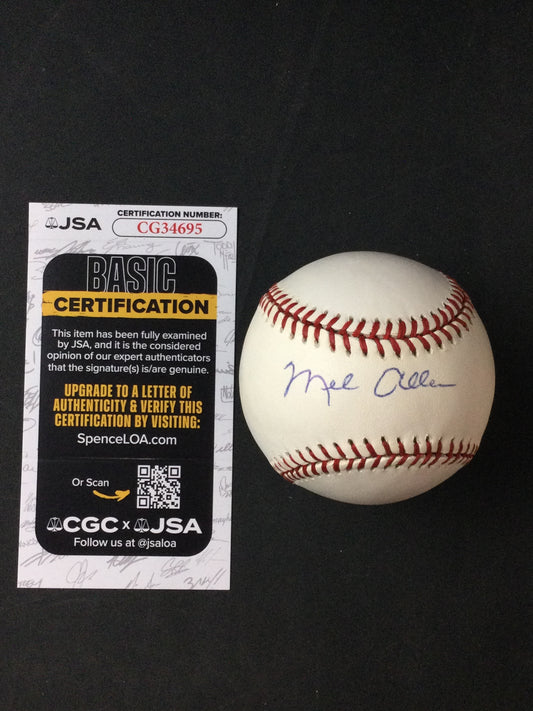 JSA
CERTIFICATION NUMBER:
CG34695
BASIC
CERTIFICATION
This item has been fully examined
by JSA, and it is the considered
opinion of our expert authenticators
that the signature(s) is/are genuine.
UPGRADE TO A LETTER OF
AUTHENTICITY & VERIFY THIS
CERTIFICATION BY VISITING:
SpenceLOA.com
Or Scan
CGC x JSA
Follow us at @jsaloa
Mel Allen